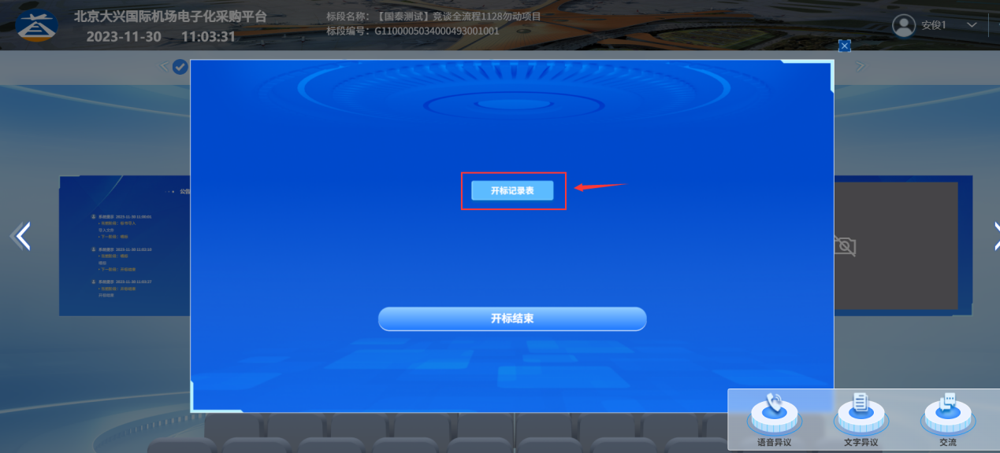 北京大兴国际机场电子化采购平台
2023-11-30 11:03:31
标段名称：【国泰测试】竞谈全流程1128勿动项目
标段编号：G1100005034000493001001
安俊1
公告
系统提示 2023-11-30 11:00:01
系统提示 2023-11-30 11:03:10
系统提示 2023-11-30 11:03:27
开标记录表
开标结束
语音异议
文字异议
交流